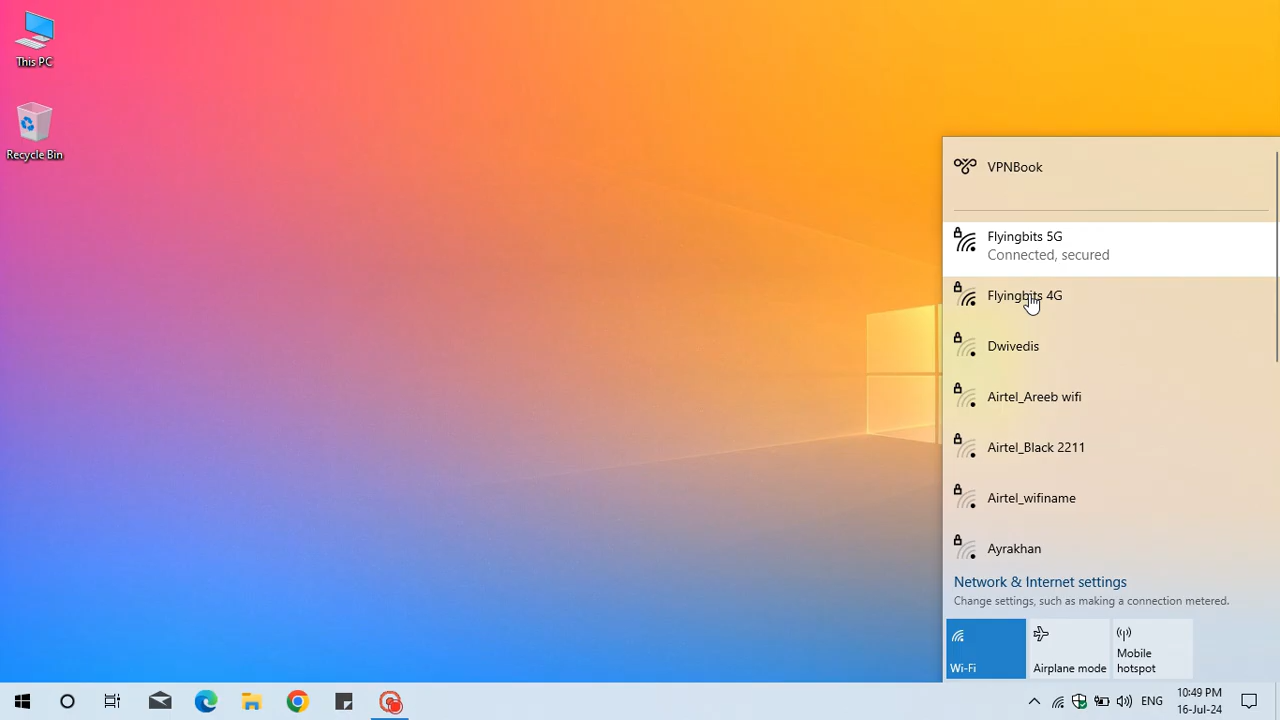 This PC
Recycle Bin
VPNBook
Flyingbits 5G
Connected, secured
Flyingbits 4G
Dwivedis
Airtel_Areeb wifi
Airtel_Black 2211
Airtel_wifiname
Ayrakhan
Network & Internet settings
Change settings, such as making a connection metered.
Wi-Fi
Airplane mode
Mobile
hotspot
ENG
10:49 PM
16-Jul-24